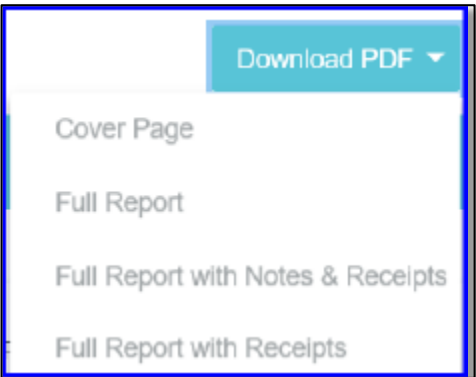 Download PDF
Cover Page
Full Report
Full Report with Notes & Receipts
Full Report with Receipts